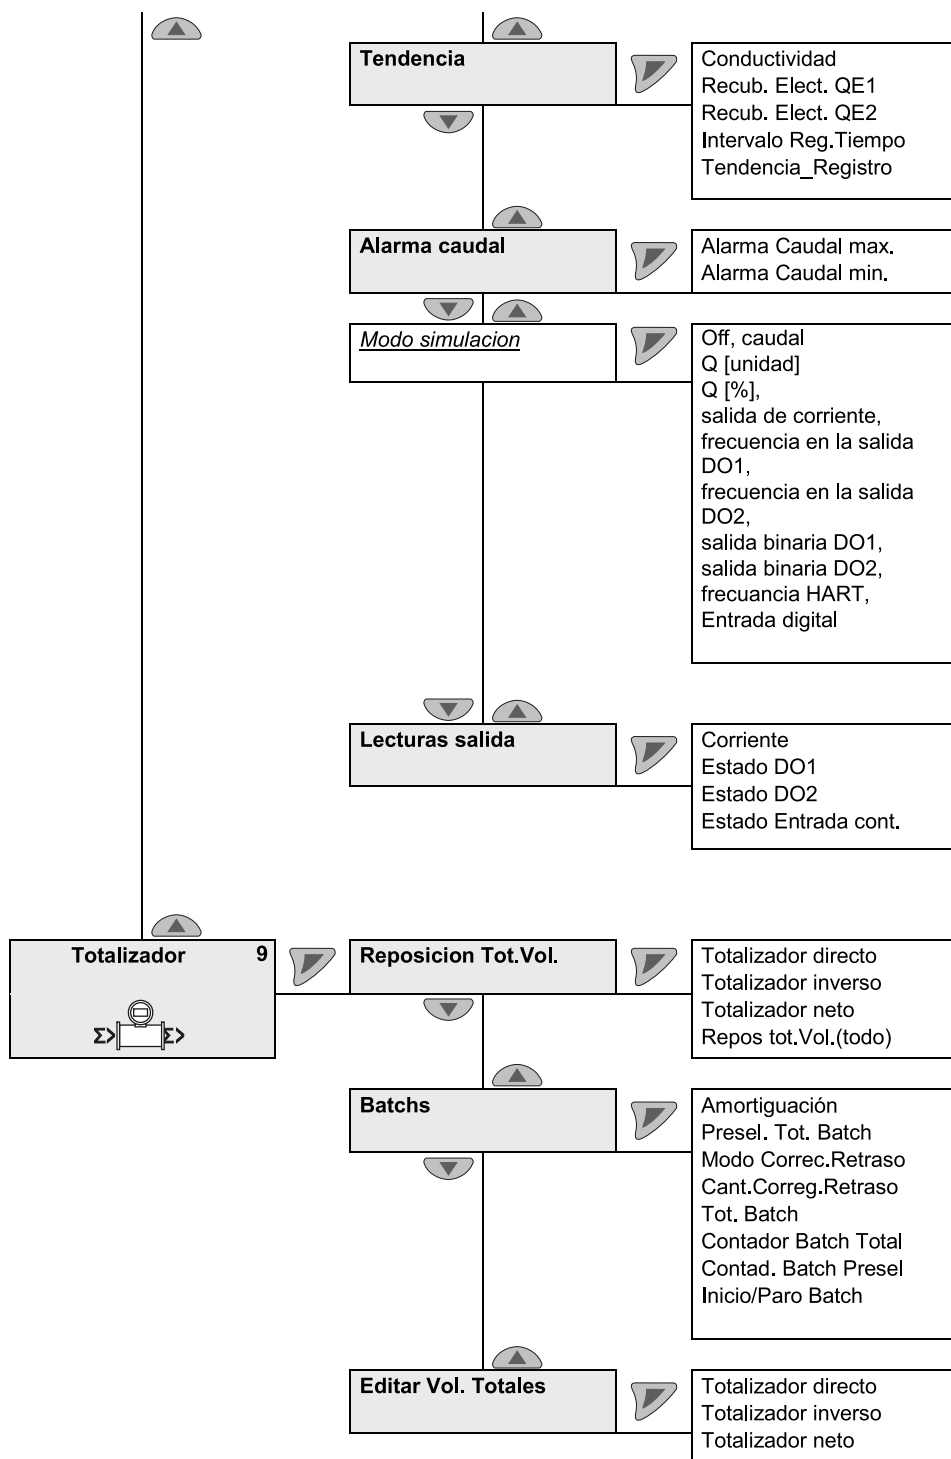 Tendencia
Conductividad
Recub. Elect. QE1
Recub. Elect. QE2
Intervalo Reg.Tiempo
Tendencia_Registro
Alarma caudal
Alarma Caudal max.
Alarma Caudal min.
Modo simulacion
Off, caudal
Q [unidad]
Q [%],
salida de corriente,
frecuencia en la salida
DO1,
frecuencia en la salida
DO2,
salida binaria DO1,
salida binaria DO2,
frecuancia HART,
Entrada digital
Lecturas salida
Corriente
Estado DO1
Estado DO2
Estado Entrada cont.
Totalizador 9
Σ> Σ>
Reposicion Tot.Vol.
Totalizador directo
Totalizador inverso
Totalizador neto
Repos tot.Vol.(todo)
Batchs
Amortiguación
Presel. Tot. Batch
Modo Correc.Retraso
Cant.Correg.Retraso
Tot. Batch
Contador Batch Total
Contad. Batch Presel
Inicio/Paro Batch
Editar Vol. Totales
Totalizador directo
Totalizador inverso
Totalizador neto